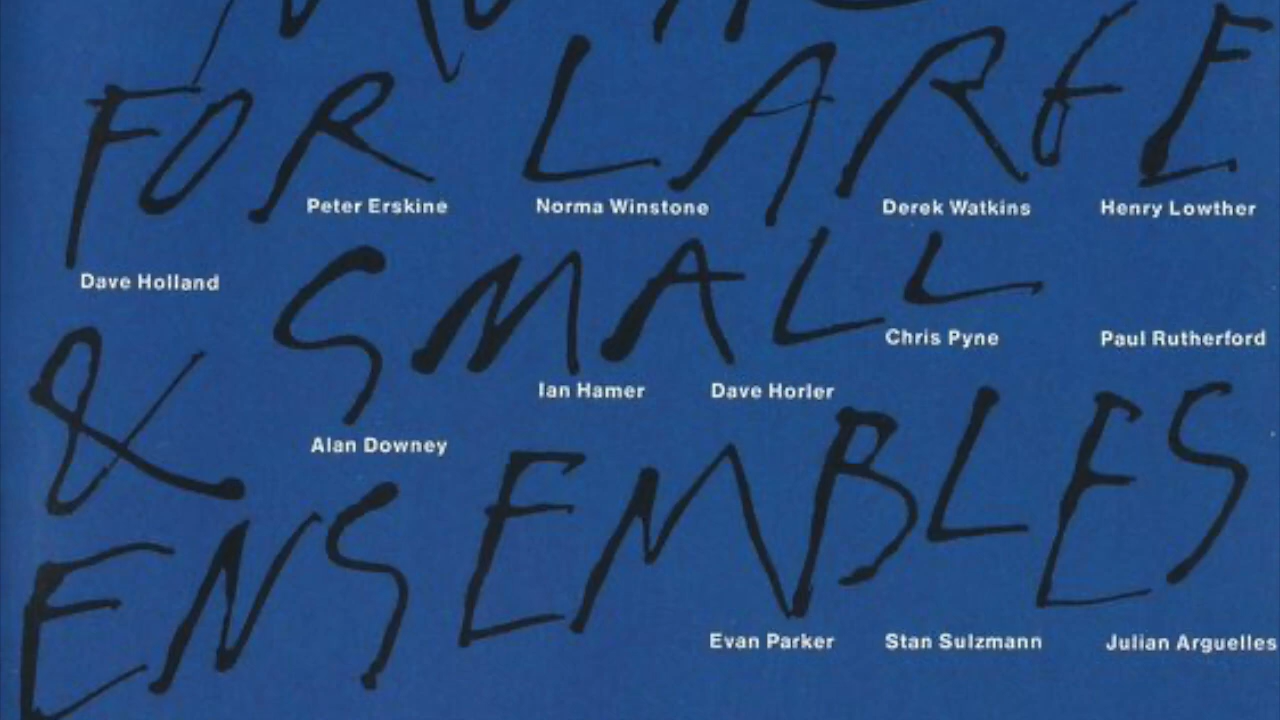 FOR LARGE
Peter Erskine Norma Winstone Derek Watkins Henry Lowther
Dave Holland
SMALL
Chris Pyne Paul Rutherford
&
Ian Hamer Dave Horler
Alan Downey
ENSEMBLES
Evan Parker Stan Sulzmann Julian Arguelles